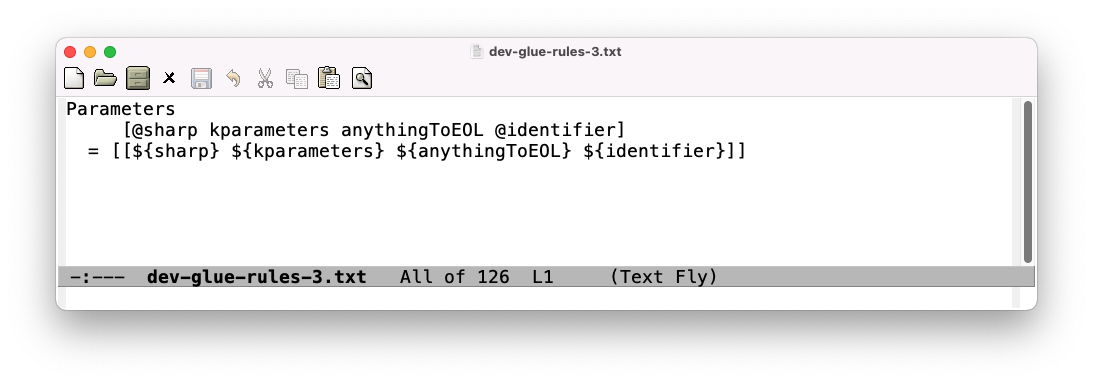 dev-glue-rules-3.txt
Parameters
[@sharp kparameters anythingToEOL @identifier]
= [[${sharp} ${kparameters} ${anythingToEOL} ${identifier}]]
-:--- dev-glue-rules-3.txt All of 126 L1 (Text Fly)